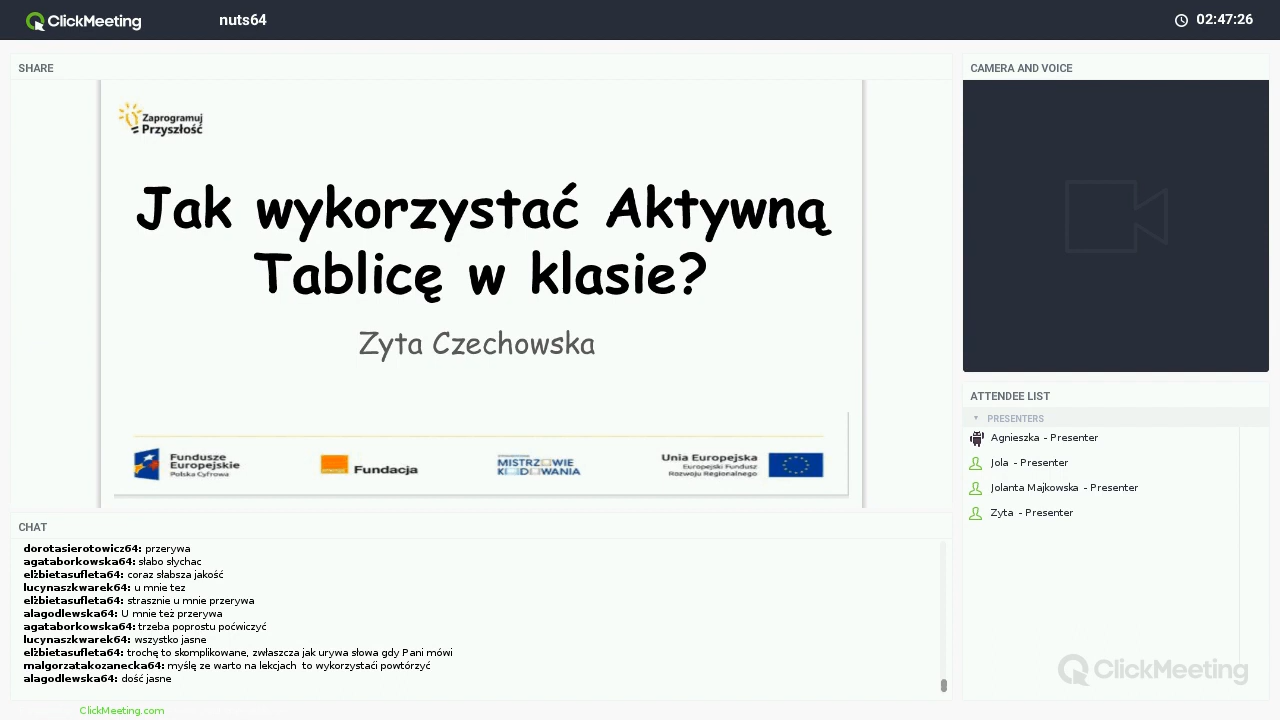 ClickMeeting
nuts64
02:47:26
SHARE
Zaprogramuj
Przyszłość
Jak wykorzystać Aktywną
Tablicę w klasie?
Zyta Czechowska
Fundusze
Europejskie
Polska Cyfrowa
Fundacja
MISTRZOWIE
KODOWANIA
Unia Europejska
Europejski Fundusz
Rozwoju Regionalnego
CHAT
dorotasierotowicz64: przerywa
agataborkowska64: słabo słychac
elżbietasufleta64: coraz słabsza jakość
lucynaszkwarek64: u mnie tez
elżbietasufleta64: strasznie u mnie przerywa
alagodlewska64: U mnie też przerywa
agataborkowska64: trzeba poprostu poćwiczyć
lucynaszkwarek64: wszystko jasne
elżbietasufleta64: trochę to skomplikowane, zwłaszcza jak urywa słowa gdy Pani mówi
malgorzatakozanecka64: myślę ze warto na lekcjach to wykorzystaći powtórzyć
alagodlewska64: dość jasne
ClickMeeting.com
CAMERA AND VOICE
ATTENDEE LIST
PRESENTERS
Agnieszka - Presenter
Jola - Presenter
Jolanta Majkowska - Presenter
Zyta - Presenter
ClickMeeting